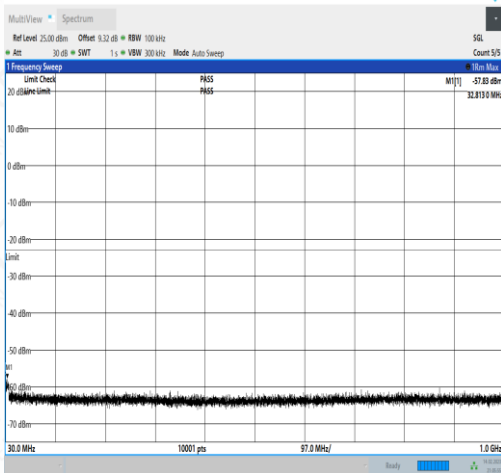 MultiView Spectrum
Ref Level 25.00 dBm Offset 9.32 dB RBW 100 kHz SGL
Att 30 dB SWT 1 s VBW 300 kHz Mode Auto Sweep Count 5/5
1 Frequency Sweep 1Rm Max
Limit Check PASS M1[1] -57.83 dBm
20 dBm Line Limit PASS 32.813 0 MHz
10 dBm
0 dBm
-10 dBm
-20 dBm
Limit
-30 dBm
-40 dBm
-50 dBm
M1
-60 dBm
-70 dBm
30.0 MHz 10001 pts 97.0 MHz/ 1.0 GHz
Ready